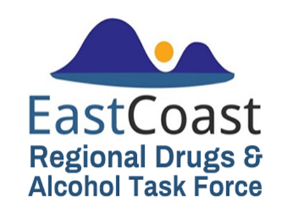 EastCoast
Regional Drugs &
Alcohol Task Force